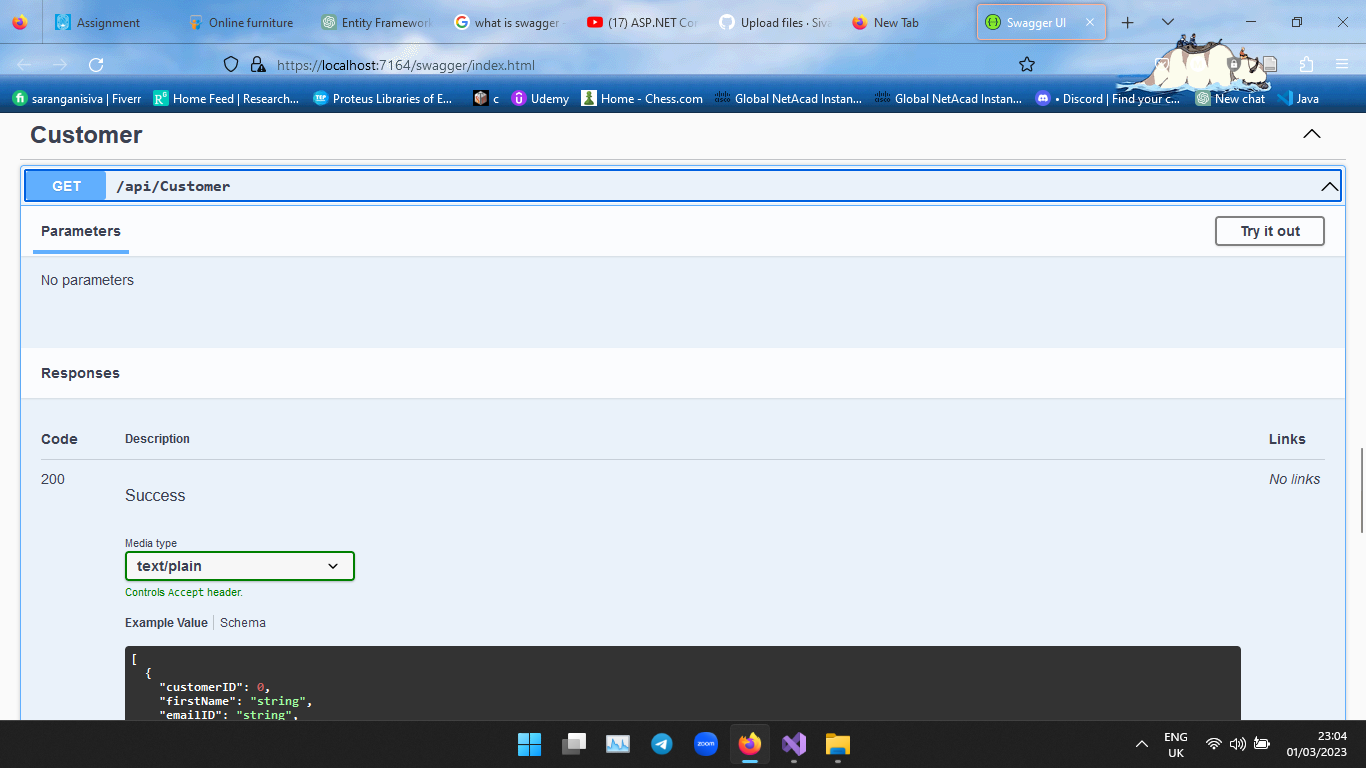 Assignment
Online furniture
Entity Framework
what is swagger -
(17) ASP.NET Cor
Upload files · Siva
New Tab
Swagger UI
https://localhost:7164/swagger/index.html
saranganisiva | Fiverr
Home Feed | Research...
Proteus Libraries of E...
c
Udemy
Home - Chess.com
Global NetAcad Instan...
Global NetAcad Instan...
• Discord | Find your c...
New chat
Java
Customer
GET
/api/Customer
Parameters
Try it out
No parameters
Responses
Code
Description
Links
200
Success
No links
Media type
text/plain
Controls Accept header.
Example Value
Schema
[
{
"customerID": 0,
"firstName": "string",
"emailID": "string",
zoom
ENG
UK
23:04
01/03/2023